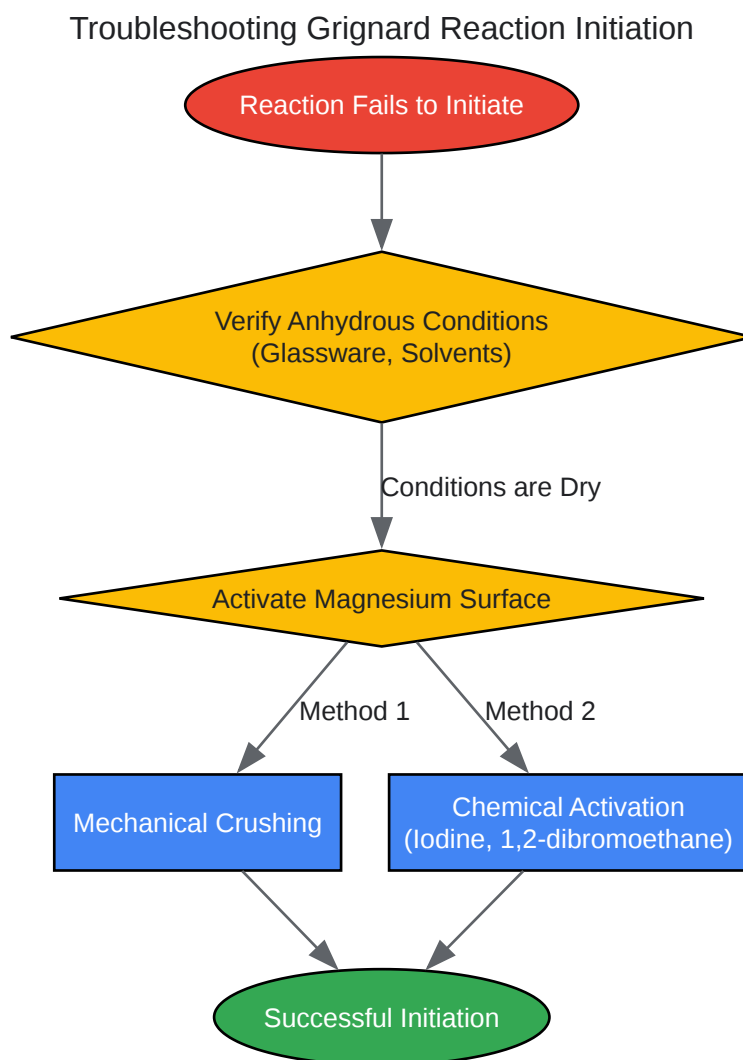 Troubleshooting Grignard Reaction Initiation
Reaction Fails to Initiate
Verify Anhydrous Conditions
(Glassware, Solvents)
Conditions are Dry
Activate Magnesium Surface
Method 1
Method 2
Mechanical Crushing
Chemical Activation
(Iodine, 1,2-dibromoethane)
Successful Initiation